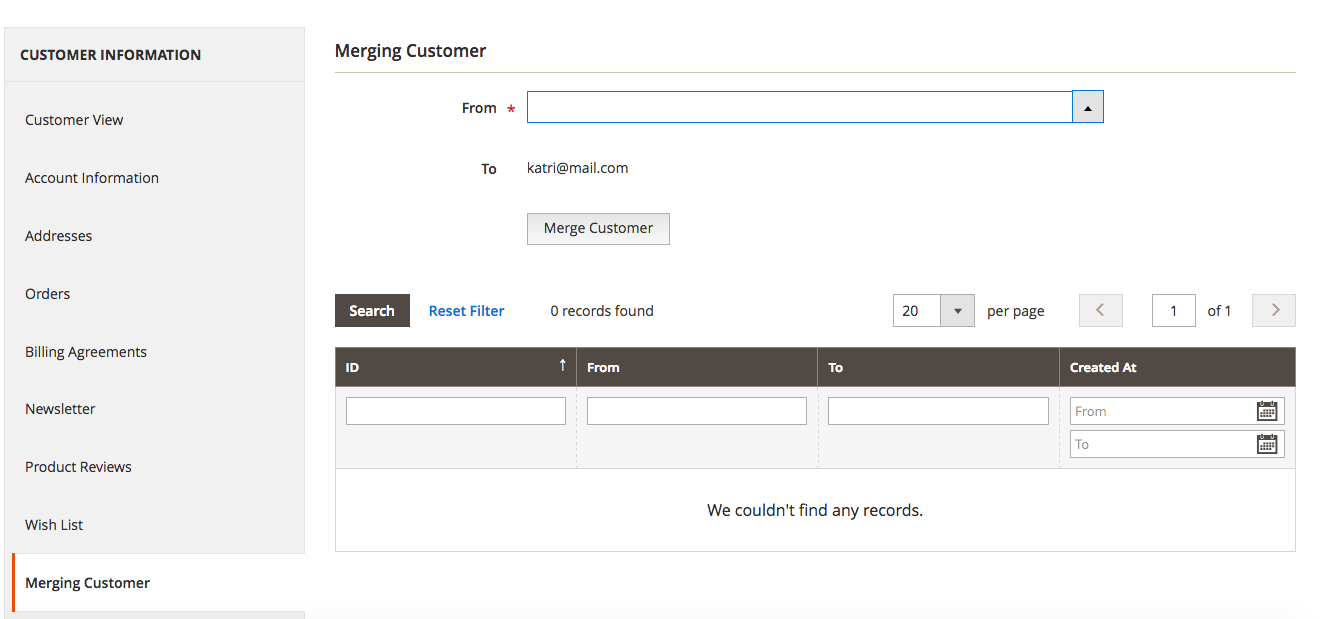 CUSTOMER INFORMATION
Customer View
Account Information
Addresses
Orders
Billing Agreements
Newsletter
Product Reviews
Wish List
Merging Customer
Merging Customer
From *
To katri@mail.com
Merge Customer
Search Reset Filter 0 records found 20 per page 1 of 1
ID ↑ From To Created At
From
To
We couldn't find any records.